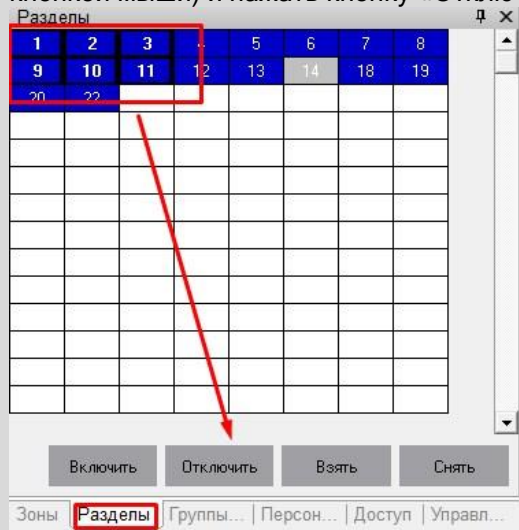 Разделы
1 2 3 4 5 6 7 8
9 10 11 12 13 14 18 19
20 22
Включить Отключить Взять Снять
Зоны Разделы Группы... Персон... Доступ Управл...